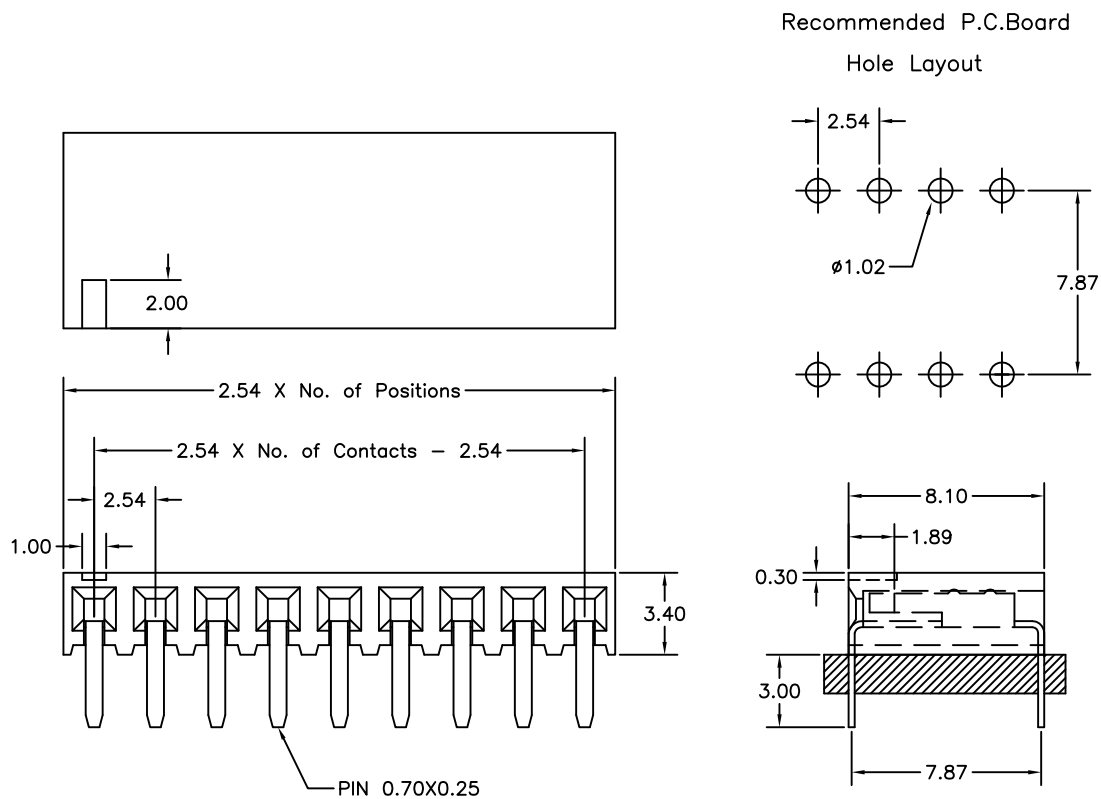 Recommended P.C.Board
Hole Layout
2.54
ø1.02
7.87
2.00
2.54 X No. of Positions
2.54 X No. of Contacts - 2.54
2.54
1.00
3.40
PIN 0.70X0.25
8.10
1.89
0.30
3.00
7.87